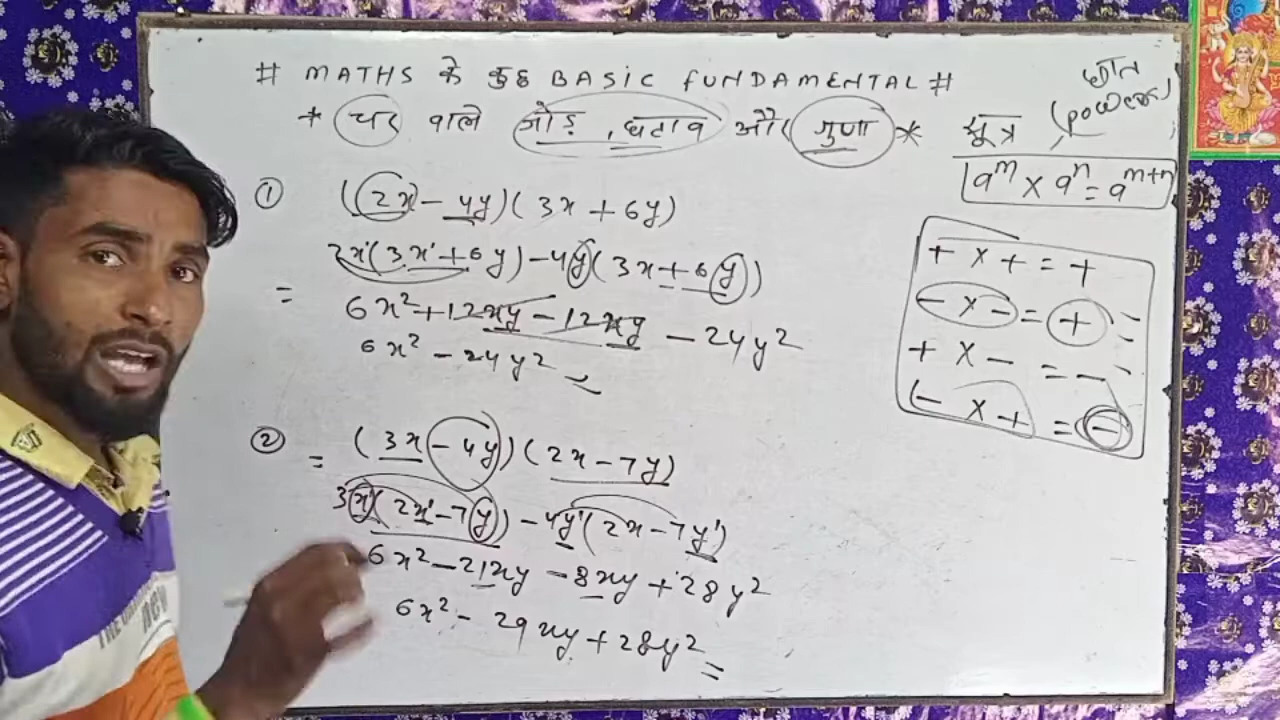 # MATHS के कुछ BASIC FUNDAMENTAL #
* चर वाले जोड़, घटाव और गुणा *
सूत्र
(power)
a^m × a^n = a^{m+n}
① (2x - 4y)(3x + 6y)
2x'(3x' + 6y) - 4y(3x + 6y)
= 6x² + 12xy - 12xy - 24y²
6x² - 24y²
+ × + = +
- × - = +
+ × - = -
- × + = -
② = (3x - 4y)(2x - 7y)
3x(2x' - 7y) - 4y'(2x - 7y')
6x² - 21xy - 8xy + 28y²
6x² - 29xy + 28y² =
new